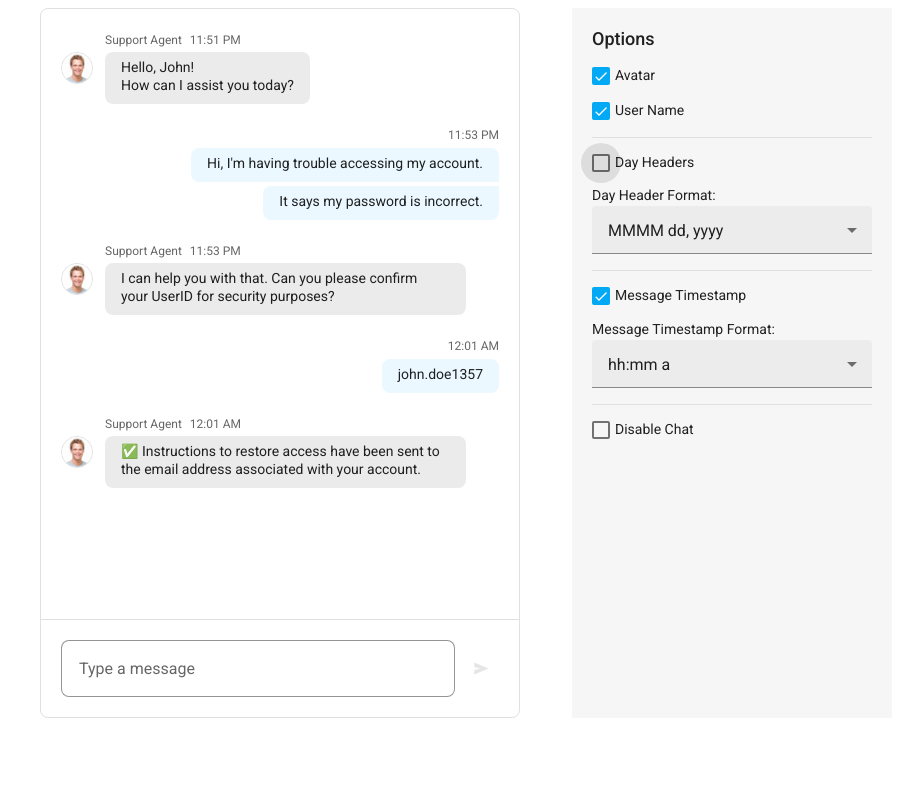 Support Agent 11:51 PM
Hello, John!
How can I assist you today?
11:53 PM
Hi, I'm having trouble accessing my account.
It says my password is incorrect.
Support Agent 11:53 PM
I can help you with that. Can you please confirm
your UserID for security purposes?
12:01 AM
john.doe1357
Support Agent 12:01 AM
✅ Instructions to restore access have been sent to
the email address associated with your account.
Type a message
Options
Avatar
User Name
Day Headers
Day Header Format:
MMMM dd, yyyy
Message Timestamp
Message Timestamp Format:
hh:mm a
Disable Chat